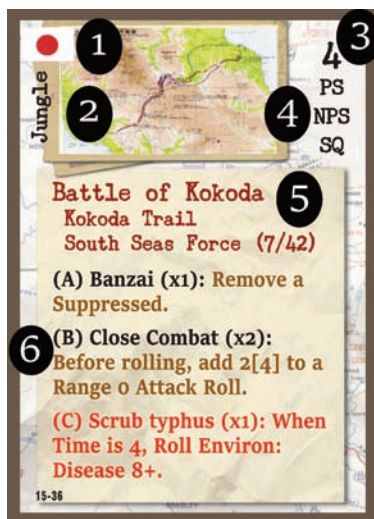 1
3
4
PS
NPS
SQ
Jungle
2
4
Battle of Kokoda
5
Kokoda Trail
South Seas Force (7/42)
(A) Banzai (x1): Remove a
Suppressed.
6
(B) Close Combat (x2):
Before rolling, add 2[4] to a
Range 0 Attack Roll.
(C) Scrub typhus (x1): When
Time is 4, Roll Environ:
Disease 8+.
15-36